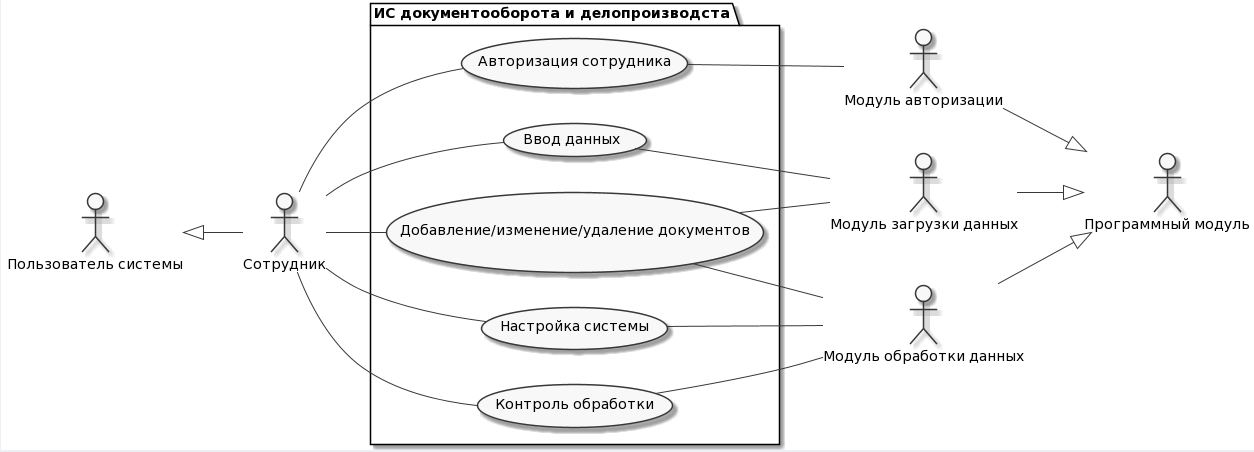 ИС документооборота и делопроизводста
Авторизация сотрудника
Модуль авторизации
Ввод данных
Добавление/изменение/удаление документов
Модуль загрузки данных
Программный модуль
Пользователь системы
Сотрудник
Настройка системы
Модуль обработки данных
Контроль обработки